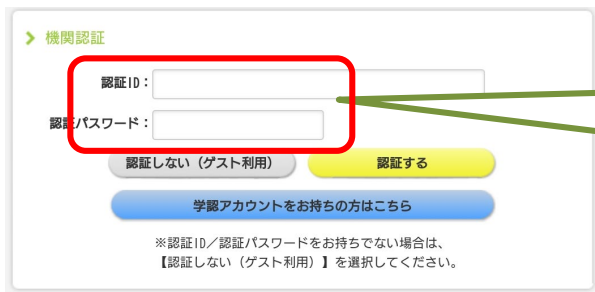 機関認証
認証ID：
認証パスワード：
認証しない（ゲスト利用） 認証する
学認アカウントをお持ちの方はこちら
※認証ID／認証パスワードをお持ちでない場合は、
【認証しない（ゲスト利用）】を選択してください。